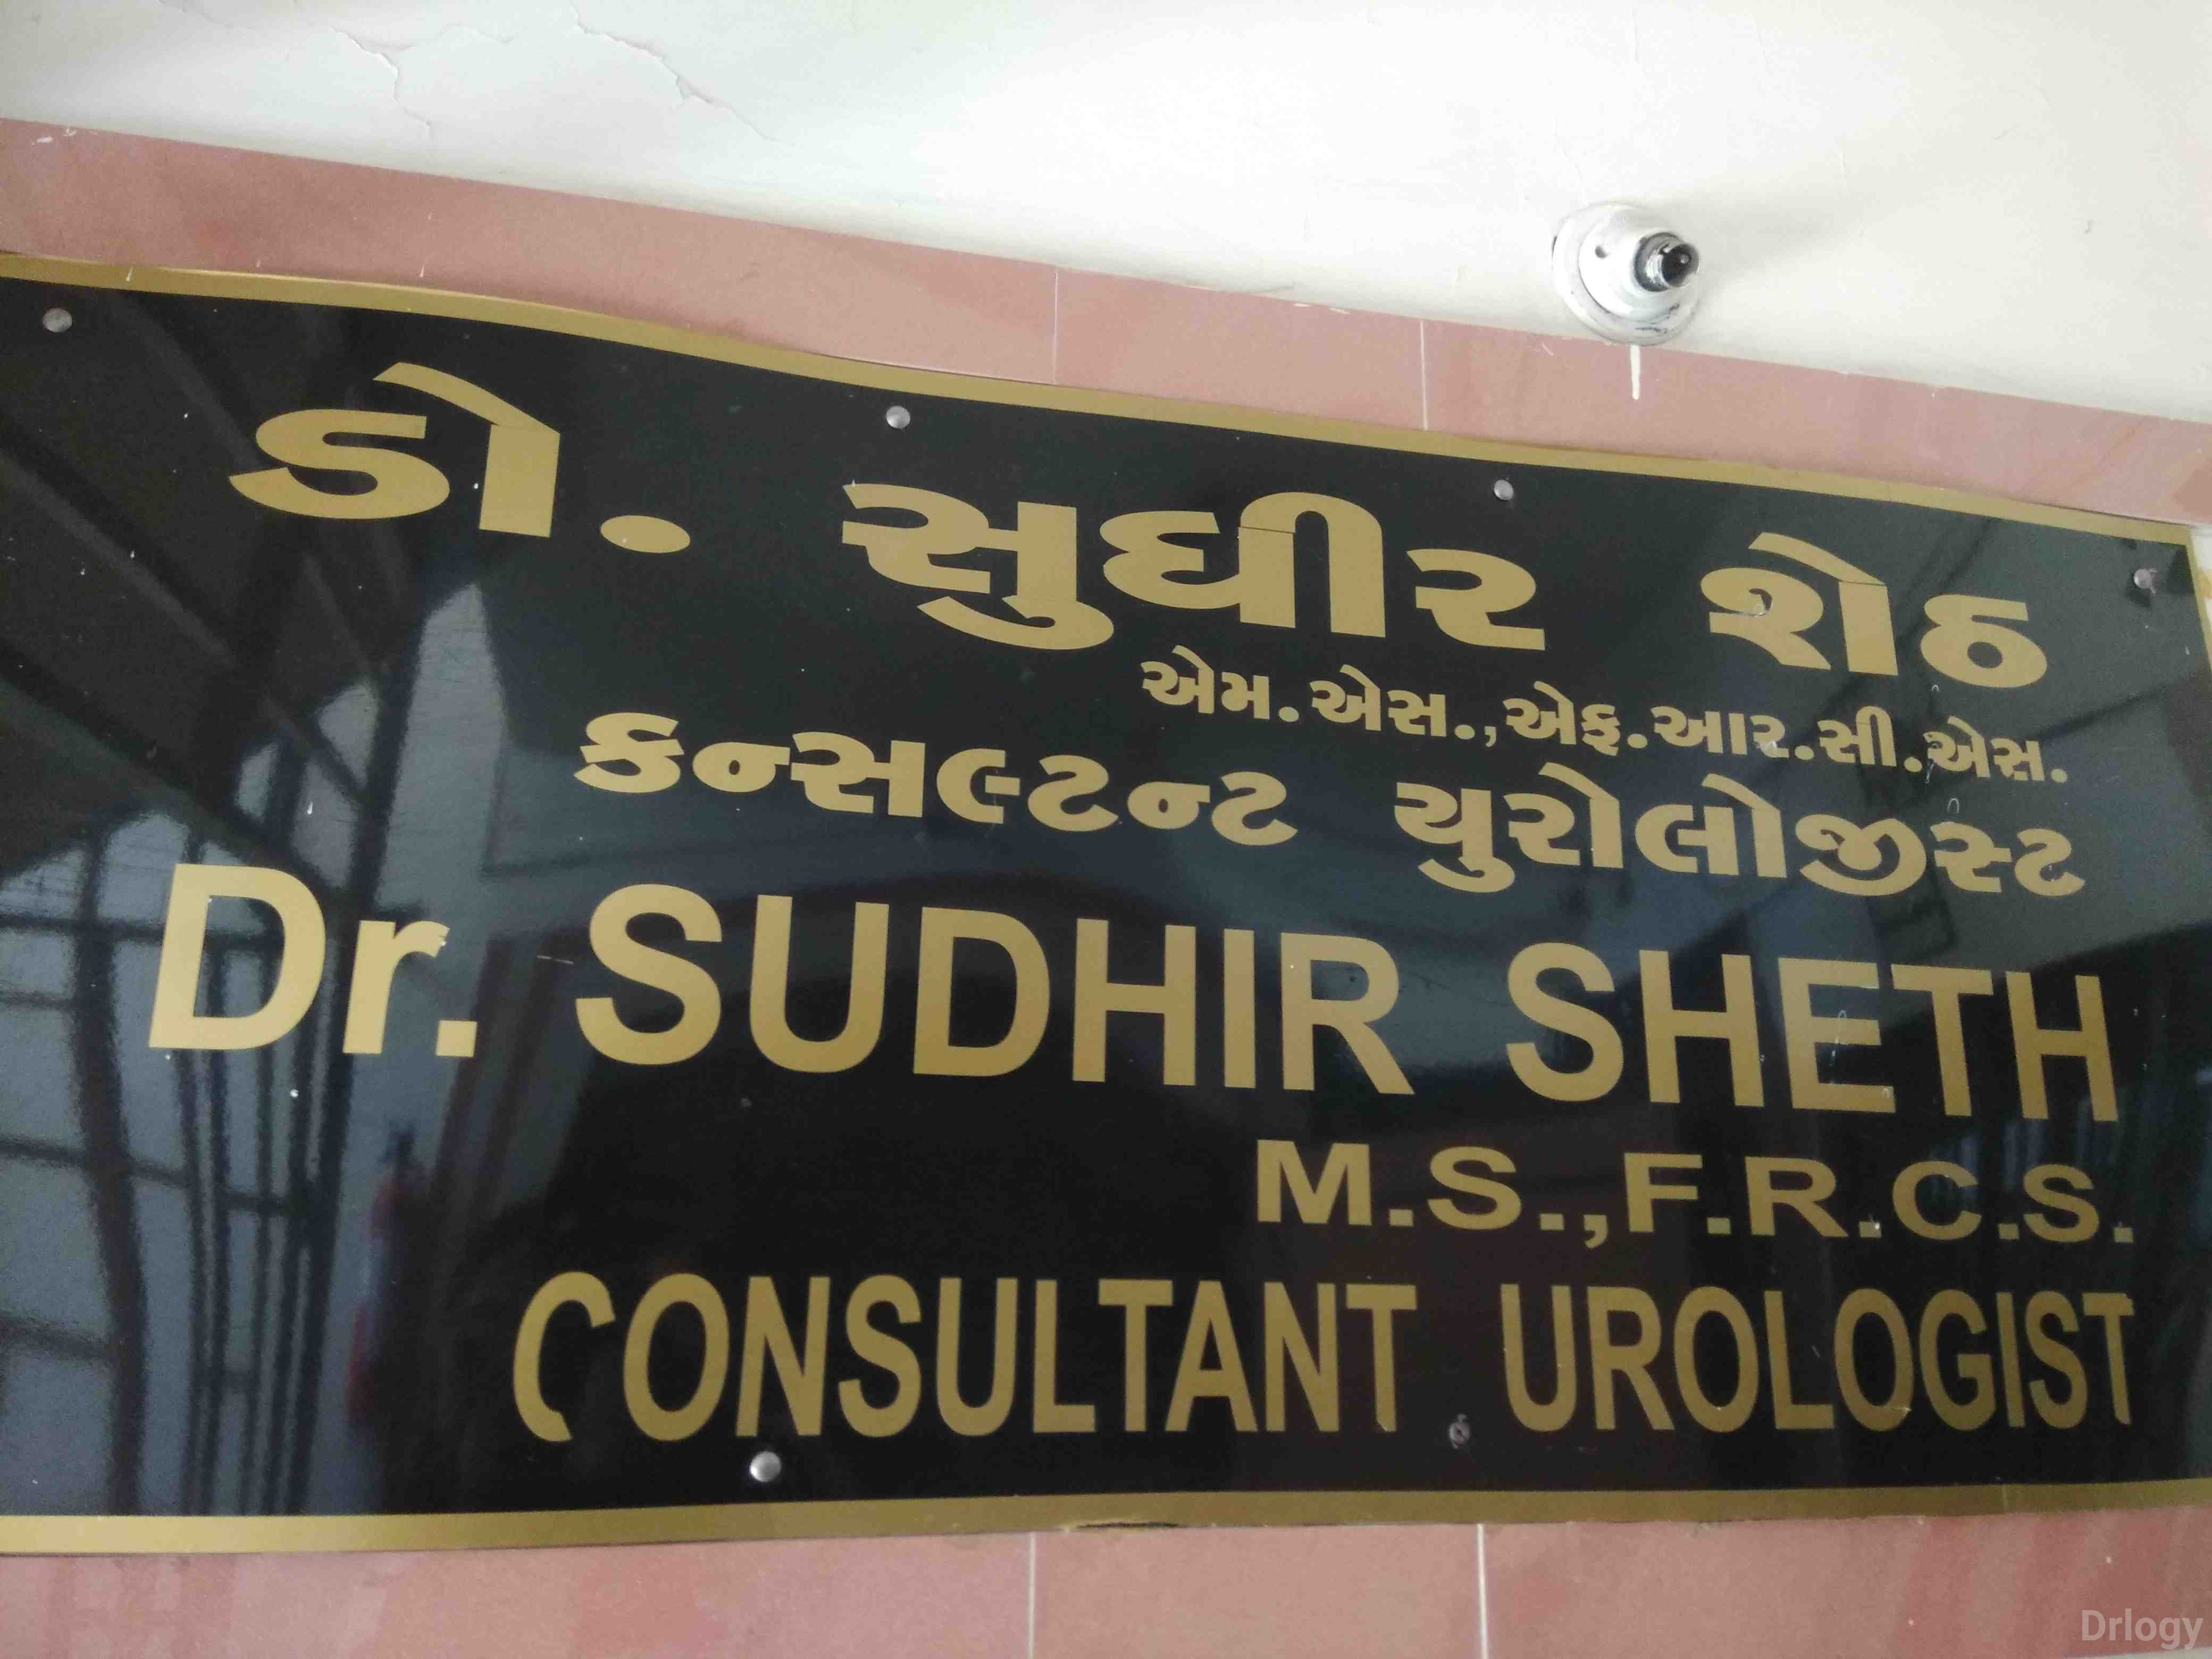 ડો. સુધીર શેઠ
એમ.એસ.,એફ.આર.સી.એસ.
કન્સલ્ટન્ટ યુરોલોજીસ્ટ
Dr. SUDHIR SHETH
M.S.,F.R.C.S.
CONSULTANT UROLOGIST
Drlogy